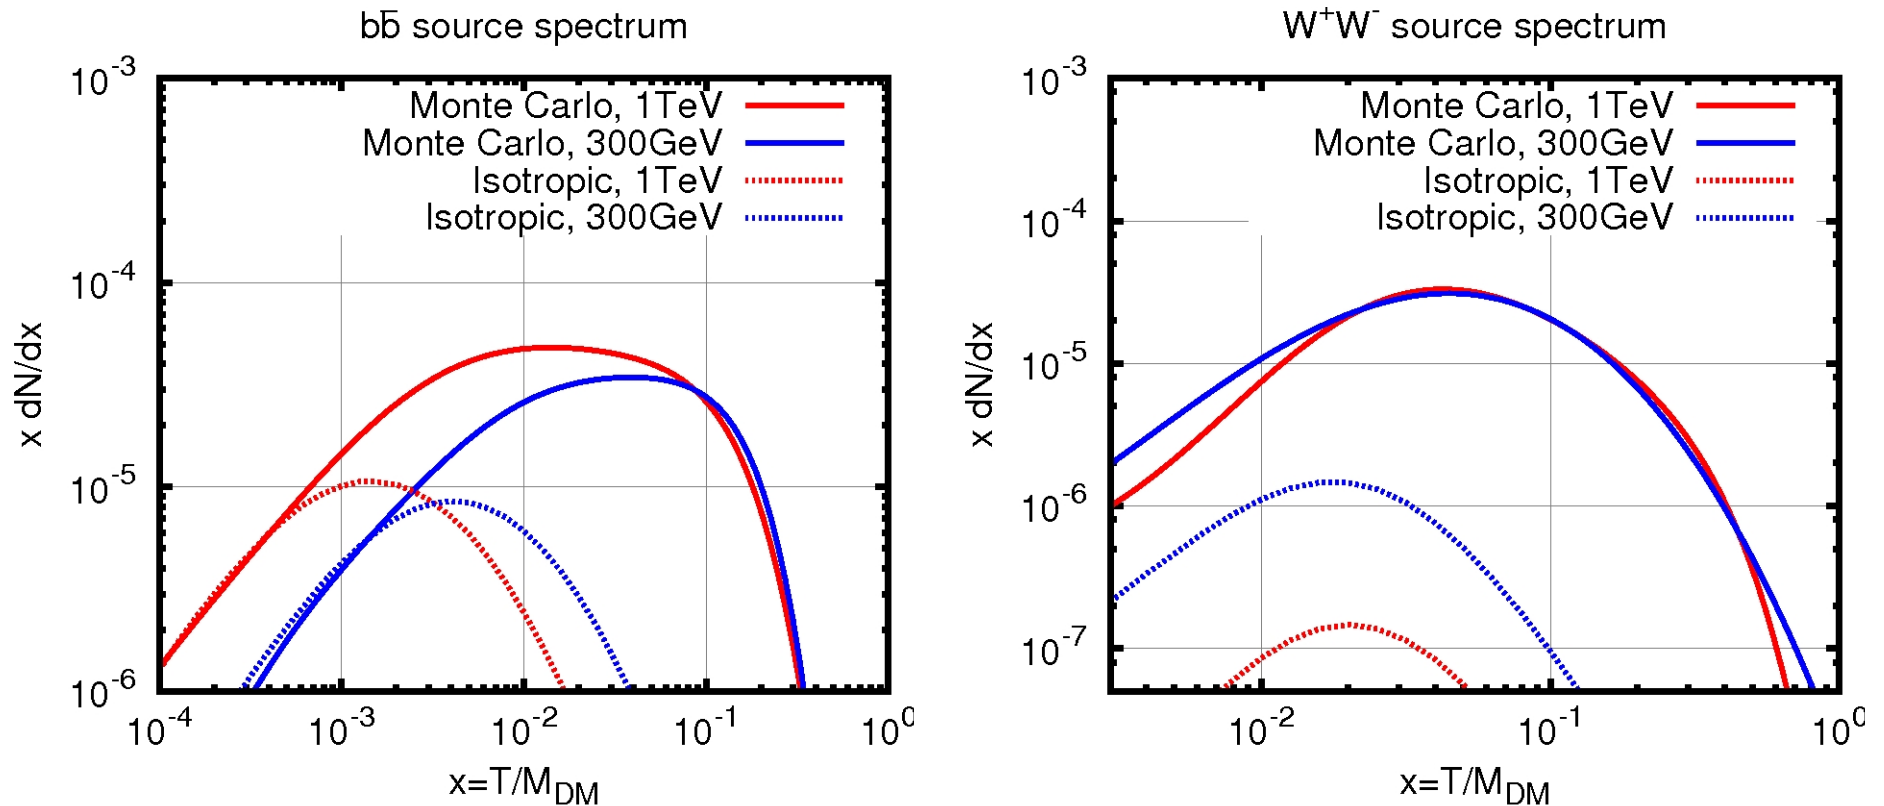 bb̄ source spectrum
10⁻³
10⁻⁴
10⁻⁵
10⁻⁶
x dN/dx
Monte Carlo, 1TeV
Monte Carlo, 300GeV
Isotropic, 1TeV
Isotropic, 300GeV
10⁻⁴ 10⁻³ 10⁻² 10⁻¹ 10⁰
x=T/M_DM
W⁺W⁻ source spectrum
10⁻³
10⁻⁴
10⁻⁵
10⁻⁶
10⁻⁷
x dN/dx
Monte Carlo, 1TeV
Monte Carlo, 300GeV
Isotropic, 1TeV
Isotropic, 300GeV
10⁻² 10⁻¹ 10⁰
x=T/M_DM